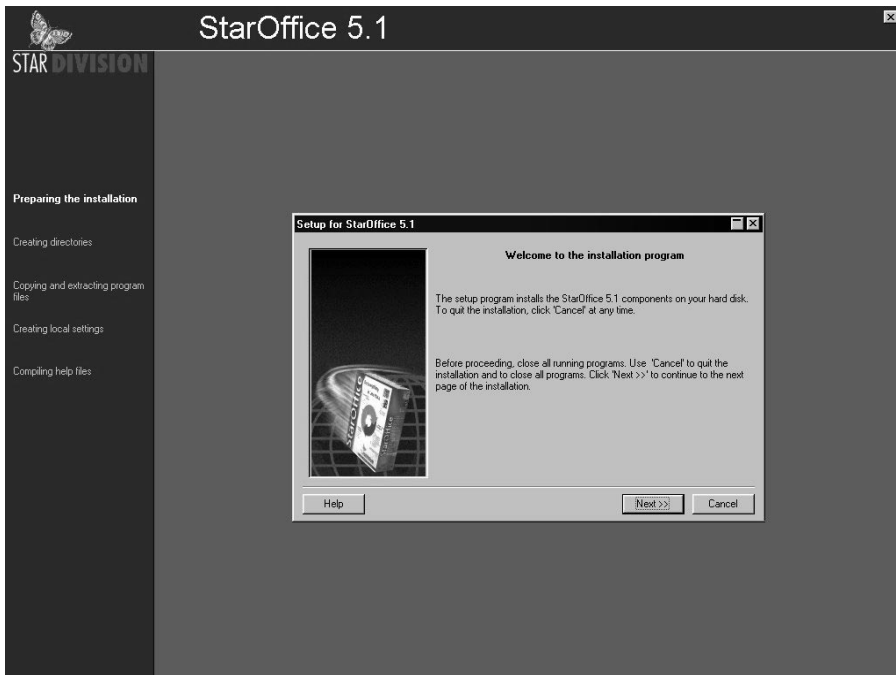 StarOffice 5.1
STAR DIVISION
Preparing the installation
Creating directories
Copying and extracting program
files
Creating local settings
Compiling help files
Setup for StarOffice 5.1
Welcome to the installation program
The setup program installs the StarOffice 5.1 components on your hard disk.
To quit the installation, click 'Cancel' at any time.
Before proceeding, close all running programs. Use 'Cancel' to quit the
installation and to close all programs. Click 'Next >>' to continue to the next
page of the installation.
StarOffice
Help
Next >>
Cancel